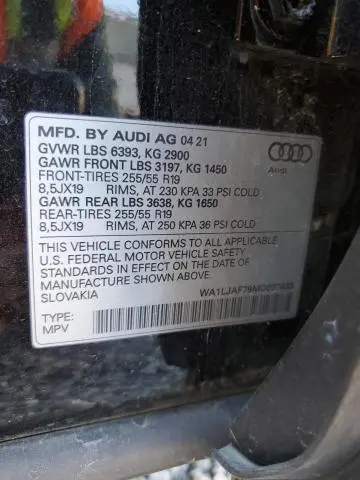 MFD. BY AUDI AG 04 21
GVWR LBS 6393, KG 2900
GAWR FRONT LBS 3197, KG 1450
FRONT-TIRES 255/55 R19
8,5JX19 RIMS, AT 230 KPA 33 PSI COLD
GAWR REAR LBS 3638, KG 1650
REAR-TIRES 255/55 R19
8,5JX19 RIMS, AT 250 KPA 36 PSI COLD
Audi
THIS VEHICLE CONFORMS TO ALL APPLICABLE
U.S. FEDERAL MOTOR VEHICLE SAFETY
STANDARDS IN EFFECT ON THE DATE OF
MANUFACTURE SHOWN ABOVE.
SLOVAKIA
TYPE:
MPV